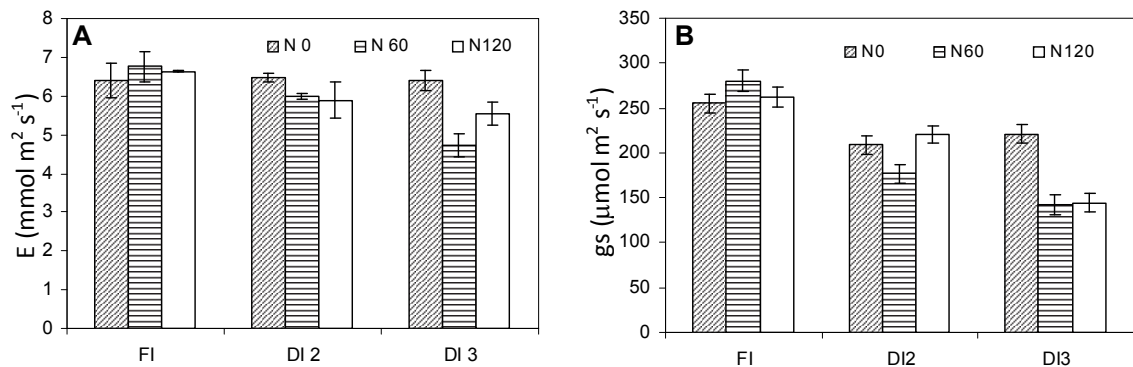 A
N 0 N 60 N120
8
7
6
5
4
3
2
1
0
E (mmol m² s⁻¹)
FI DI 2 DI 3
B
N0 N60 N120
350
300
250
200
150
100
50
0
gs (µmol m² s⁻¹)
FI DI2 DI3